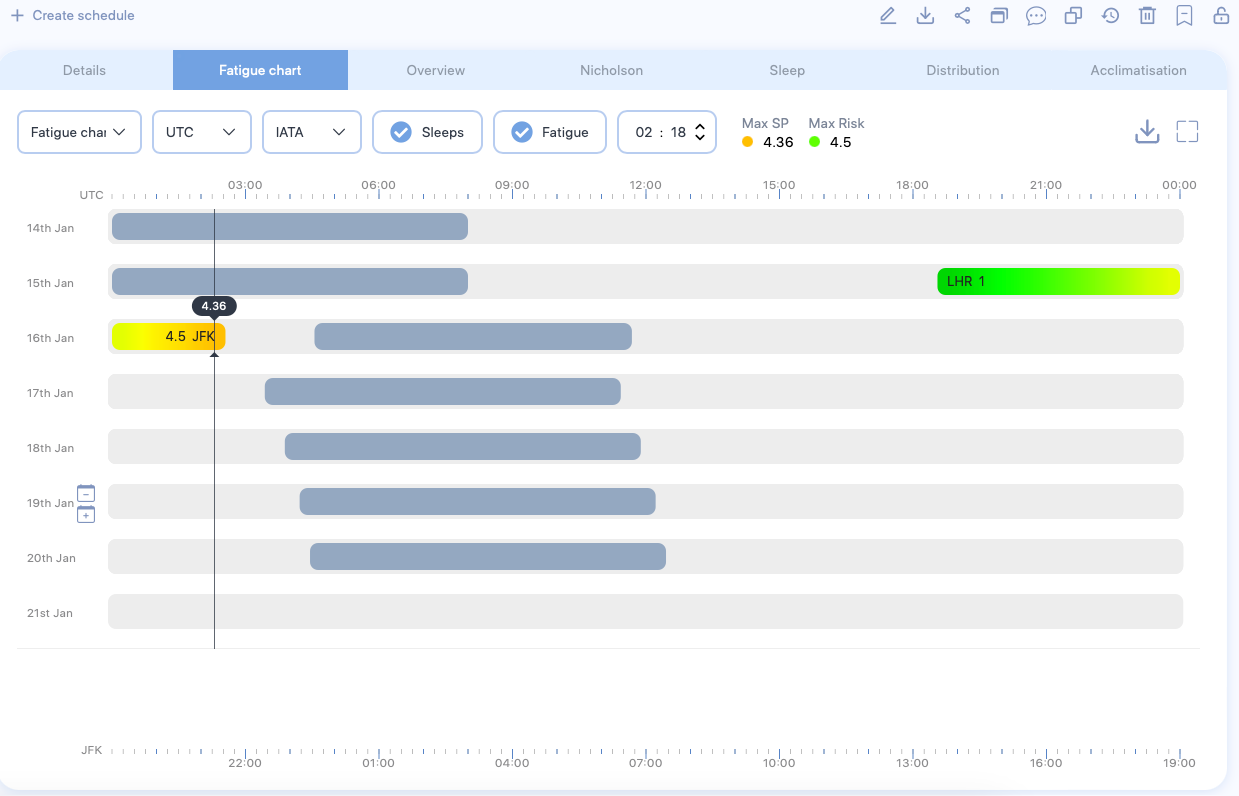 Create schedule
Details Fatigue chart Overview Nicholson Sleep Distribution Acclimatisation
Fatigue char UTC IATA Sleeps Fatigue 02 : 18
Max SP Max Risk
4.36 4.5
UTC 03:00 06:00 09:00 12:00 15:00 18:00 21:00 00:00
14th Jan
15th Jan LHR 1
4.36
16th Jan 4.5 JFK
17th Jan
18th Jan
19th Jan
20th Jan
21st Jan
JFK
22:00 01:00 04:00 07:00 10:00 13:00 16:00 19:00